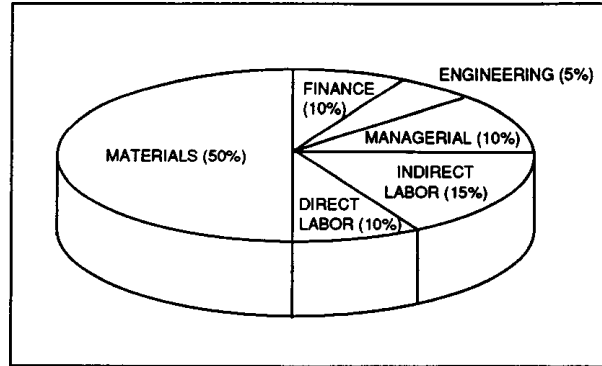 ENGINEERING (5%)
FINANCE
(10%)
MANAGERIAL (10%)
MATERIALS (50%)
INDIRECT
LABOR (15%)
DIRECT
LABOR (10%)